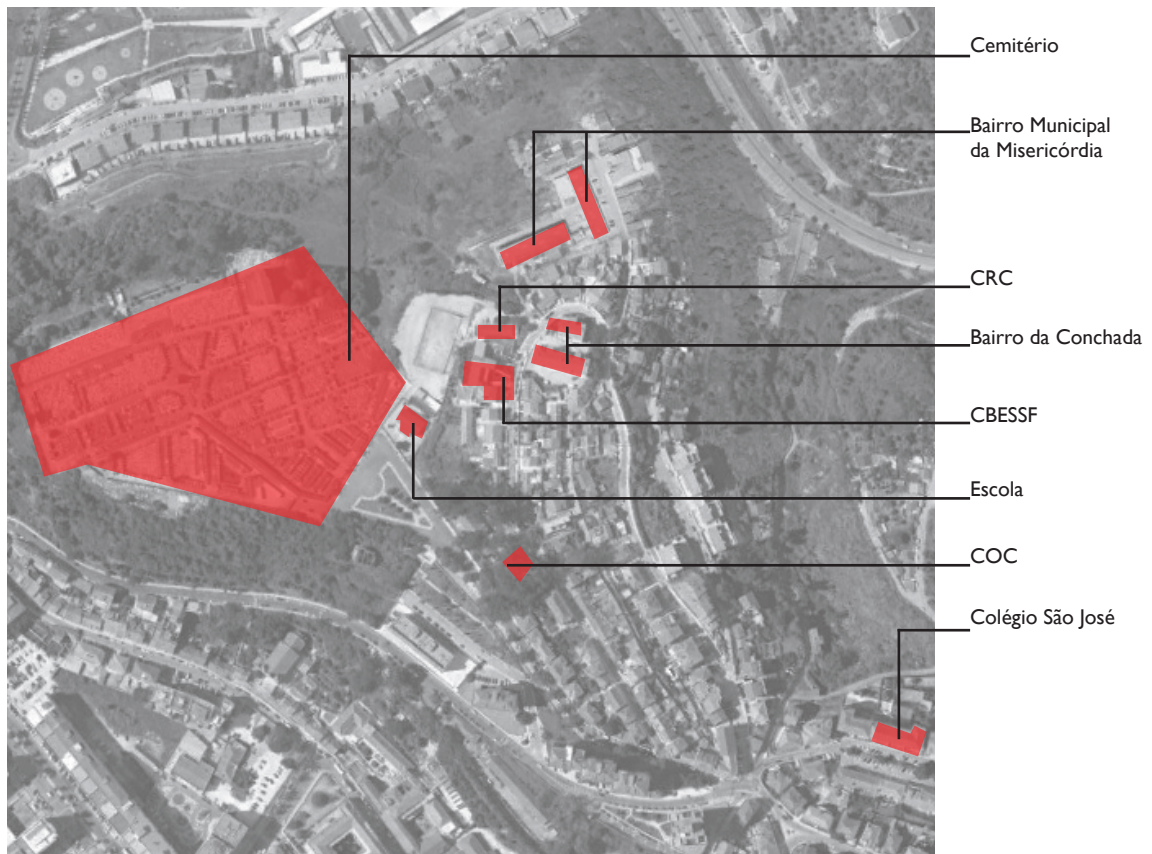 Cemitério
Bairro Municipal
da Misericórdia
CRC
Bairro da Conchada
CBESSF
Escola
COC
Colégio São José